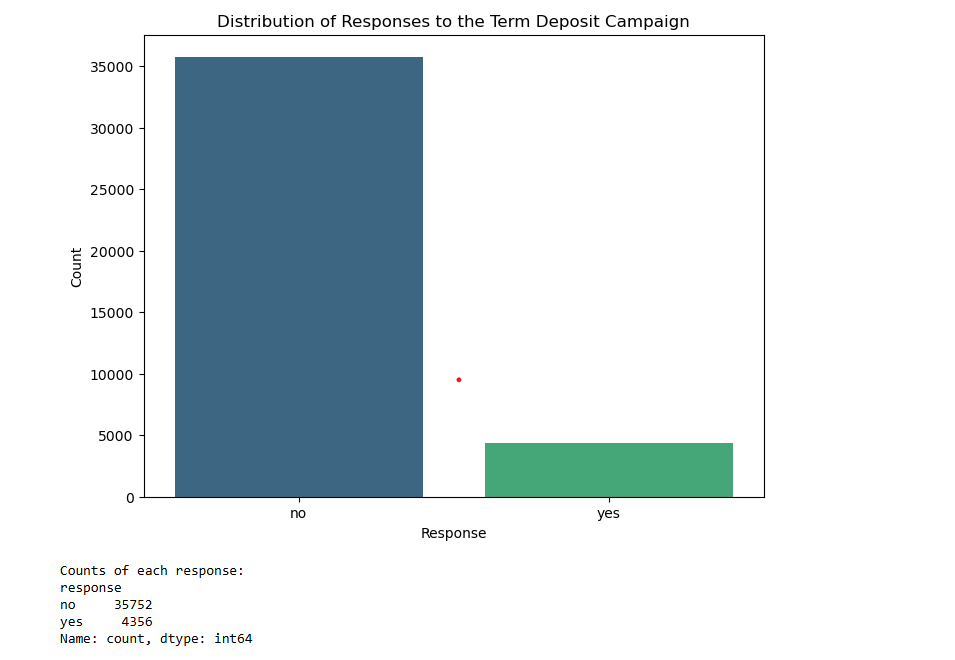 Distribution of Responses to the Term Deposit Campaign
35000
30000
25000
20000
15000
10000
5000
0
Count
no yes
Response
Counts of each response:
response
no     35752
yes     4356
Name: count, dtype: int64